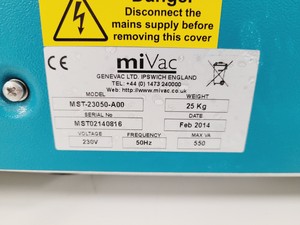 Danger
Disconnect the
mains supply before
removing this cover
CE
miVac
GENEVAC LTD. IPSWICH ENGLAND
TEL: +44 (0) 1473 240000
Web: http://www.mivac.co.uk
MODEL
WEIGHT
MST-23050-A00
25 Kg
SERIAL No
DATE
MST02140816
Feb 2014
VOLTAGE
FREQUENCY
MAX VA
230V
50Hz
550